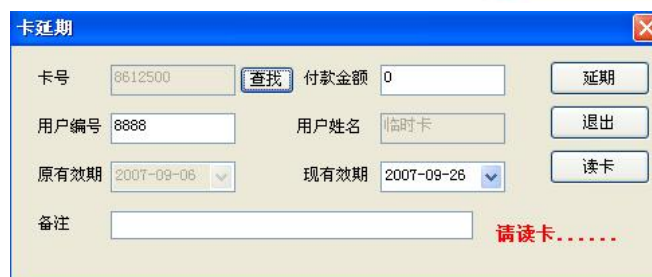 卡延期
卡号 8612500 查找 付款金额 0 延期
用户编号 8888 用户姓名 临时卡 退出
原有效期 2007-09-06 现有效期 2007-09-26 读卡
备注
请读卡......